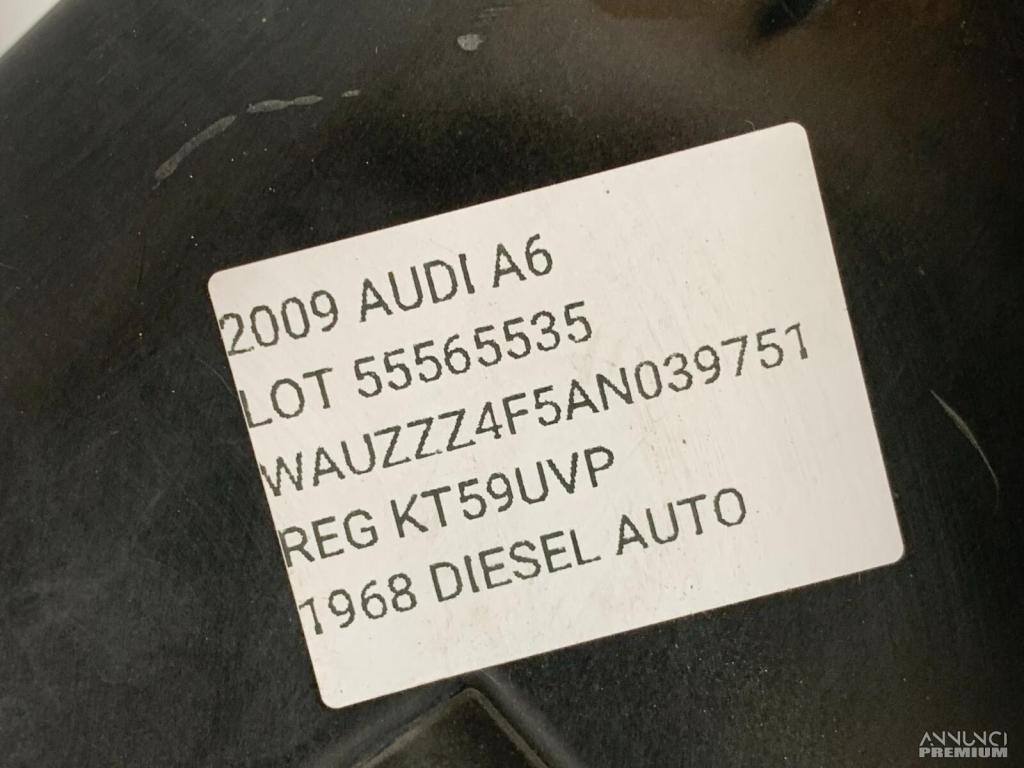 2009 AUDI A6
LOT 55565535
WAUZZZ4F5AN039751
REG KT59UVP
1968 DIESEL AUTO
ANNUNCI
PREMIUM